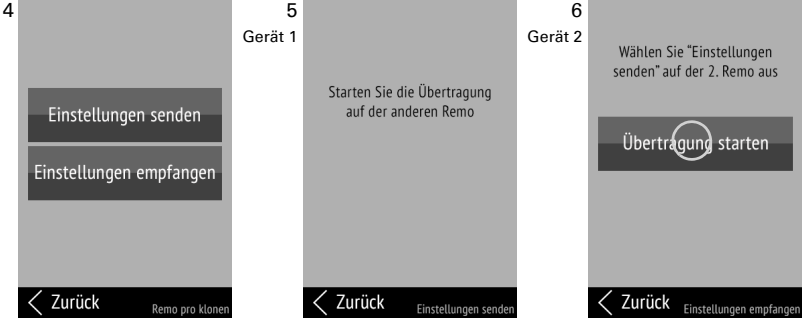 4
Einstellungen senden
Einstellungen empfangen
Zurück
Remo pro klonen
5
Gerät 1
Starten Sie die Übertragung
auf der anderen Remo
Zurück
Einstellungen senden
6
Gerät 2
Wählen Sie "Einstellungen
senden" auf der 2. Remo aus
Übertragung starten
Zurück
Einstellungen empfangen